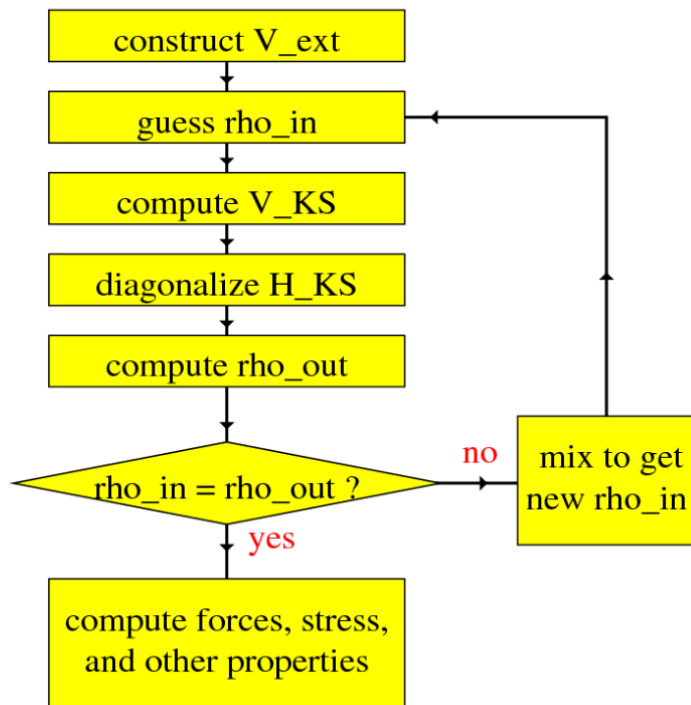 construct V_ext
guess rho_in
compute V_KS
diagonalize H_KS
compute rho_out
rho_in = rho_out ?
no
mix to get
new rho_in
yes
compute forces, stress,
and other properties